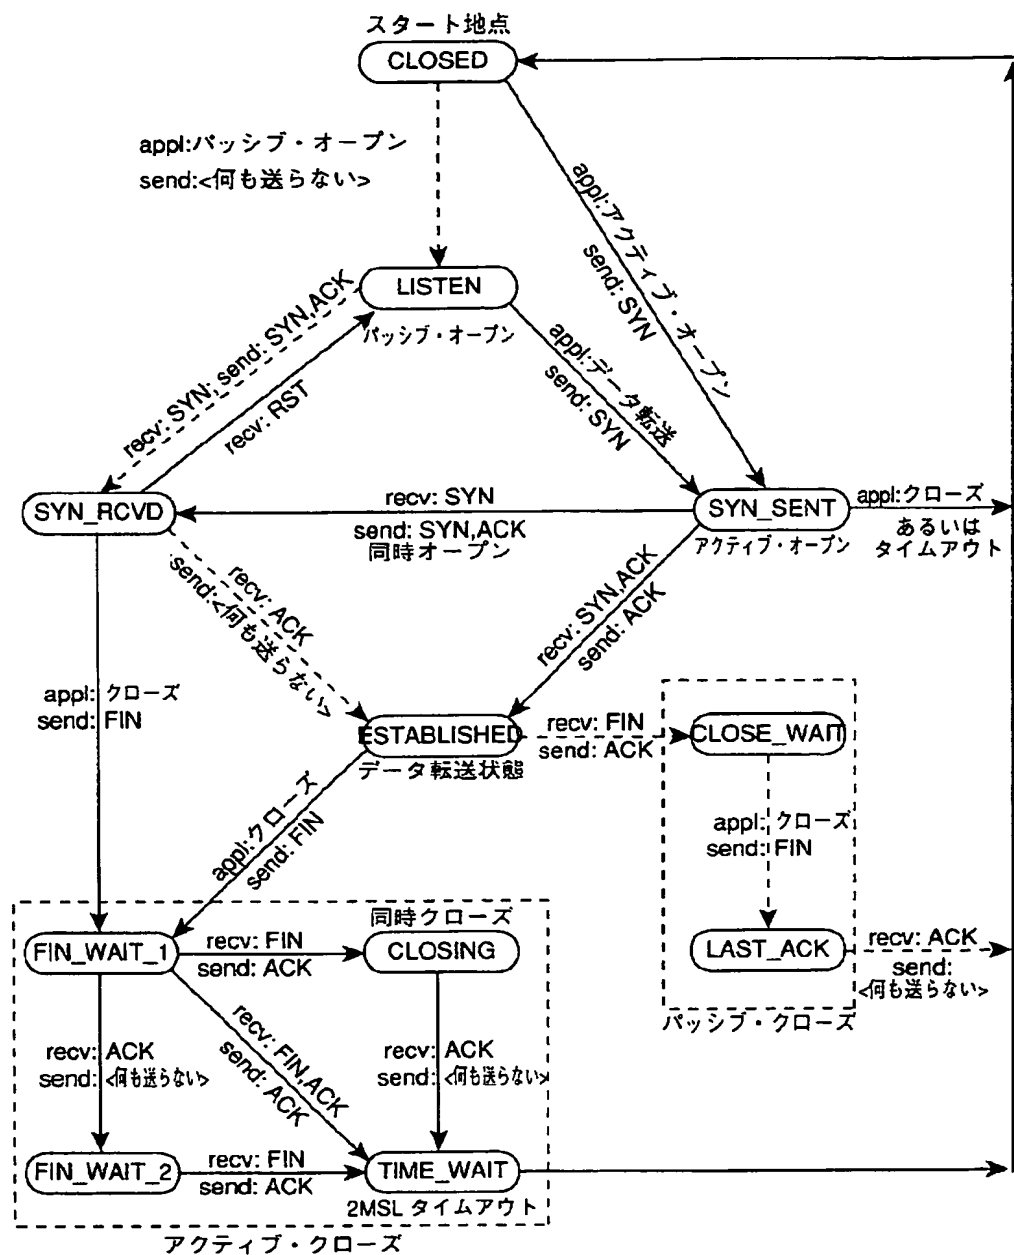 スタート地点
CLOSED
appl:パッシブ・オープン
send:<何も送らない>
appl:アクティブ・オープン
send: SYN
LISTEN
パッシブ・オープン
recv: SYN; send: SYN,ACK
recv: RST
appl:データ転送
send: SYN
SYN_RCVD
recv: SYN
send: SYN,ACK
同時オープン
SYN_SENT
アクティブ・オープン
appl:クローズ
あるいは
タイムアウト
recv: ACK
send:<何も送らない>
recv: SYN,ACK
send: ACK
appl: クローズ
send: FIN
ESTABLISHED
データ転送状態
recv: FIN
send: ACK
CLOSE_WAIT
appl: クローズ
send: FIN
appl:クローズ
send: FIN
LAST_ACK
recv: ACK
send:
<何も送らない>
パッシブ・クローズ
同時クローズ
FIN_WAIT_1
recv: FIN
send: ACK
CLOSING
recv: ACK
send: <何も送らない>
recv: FIN,ACK
send: ACK
recv: ACK
send: <何も送らない>
FIN_WAIT_2
recv: FIN
send: ACK
TIME_WAIT
2MSL タイムアウト
アクティブ・クローズ